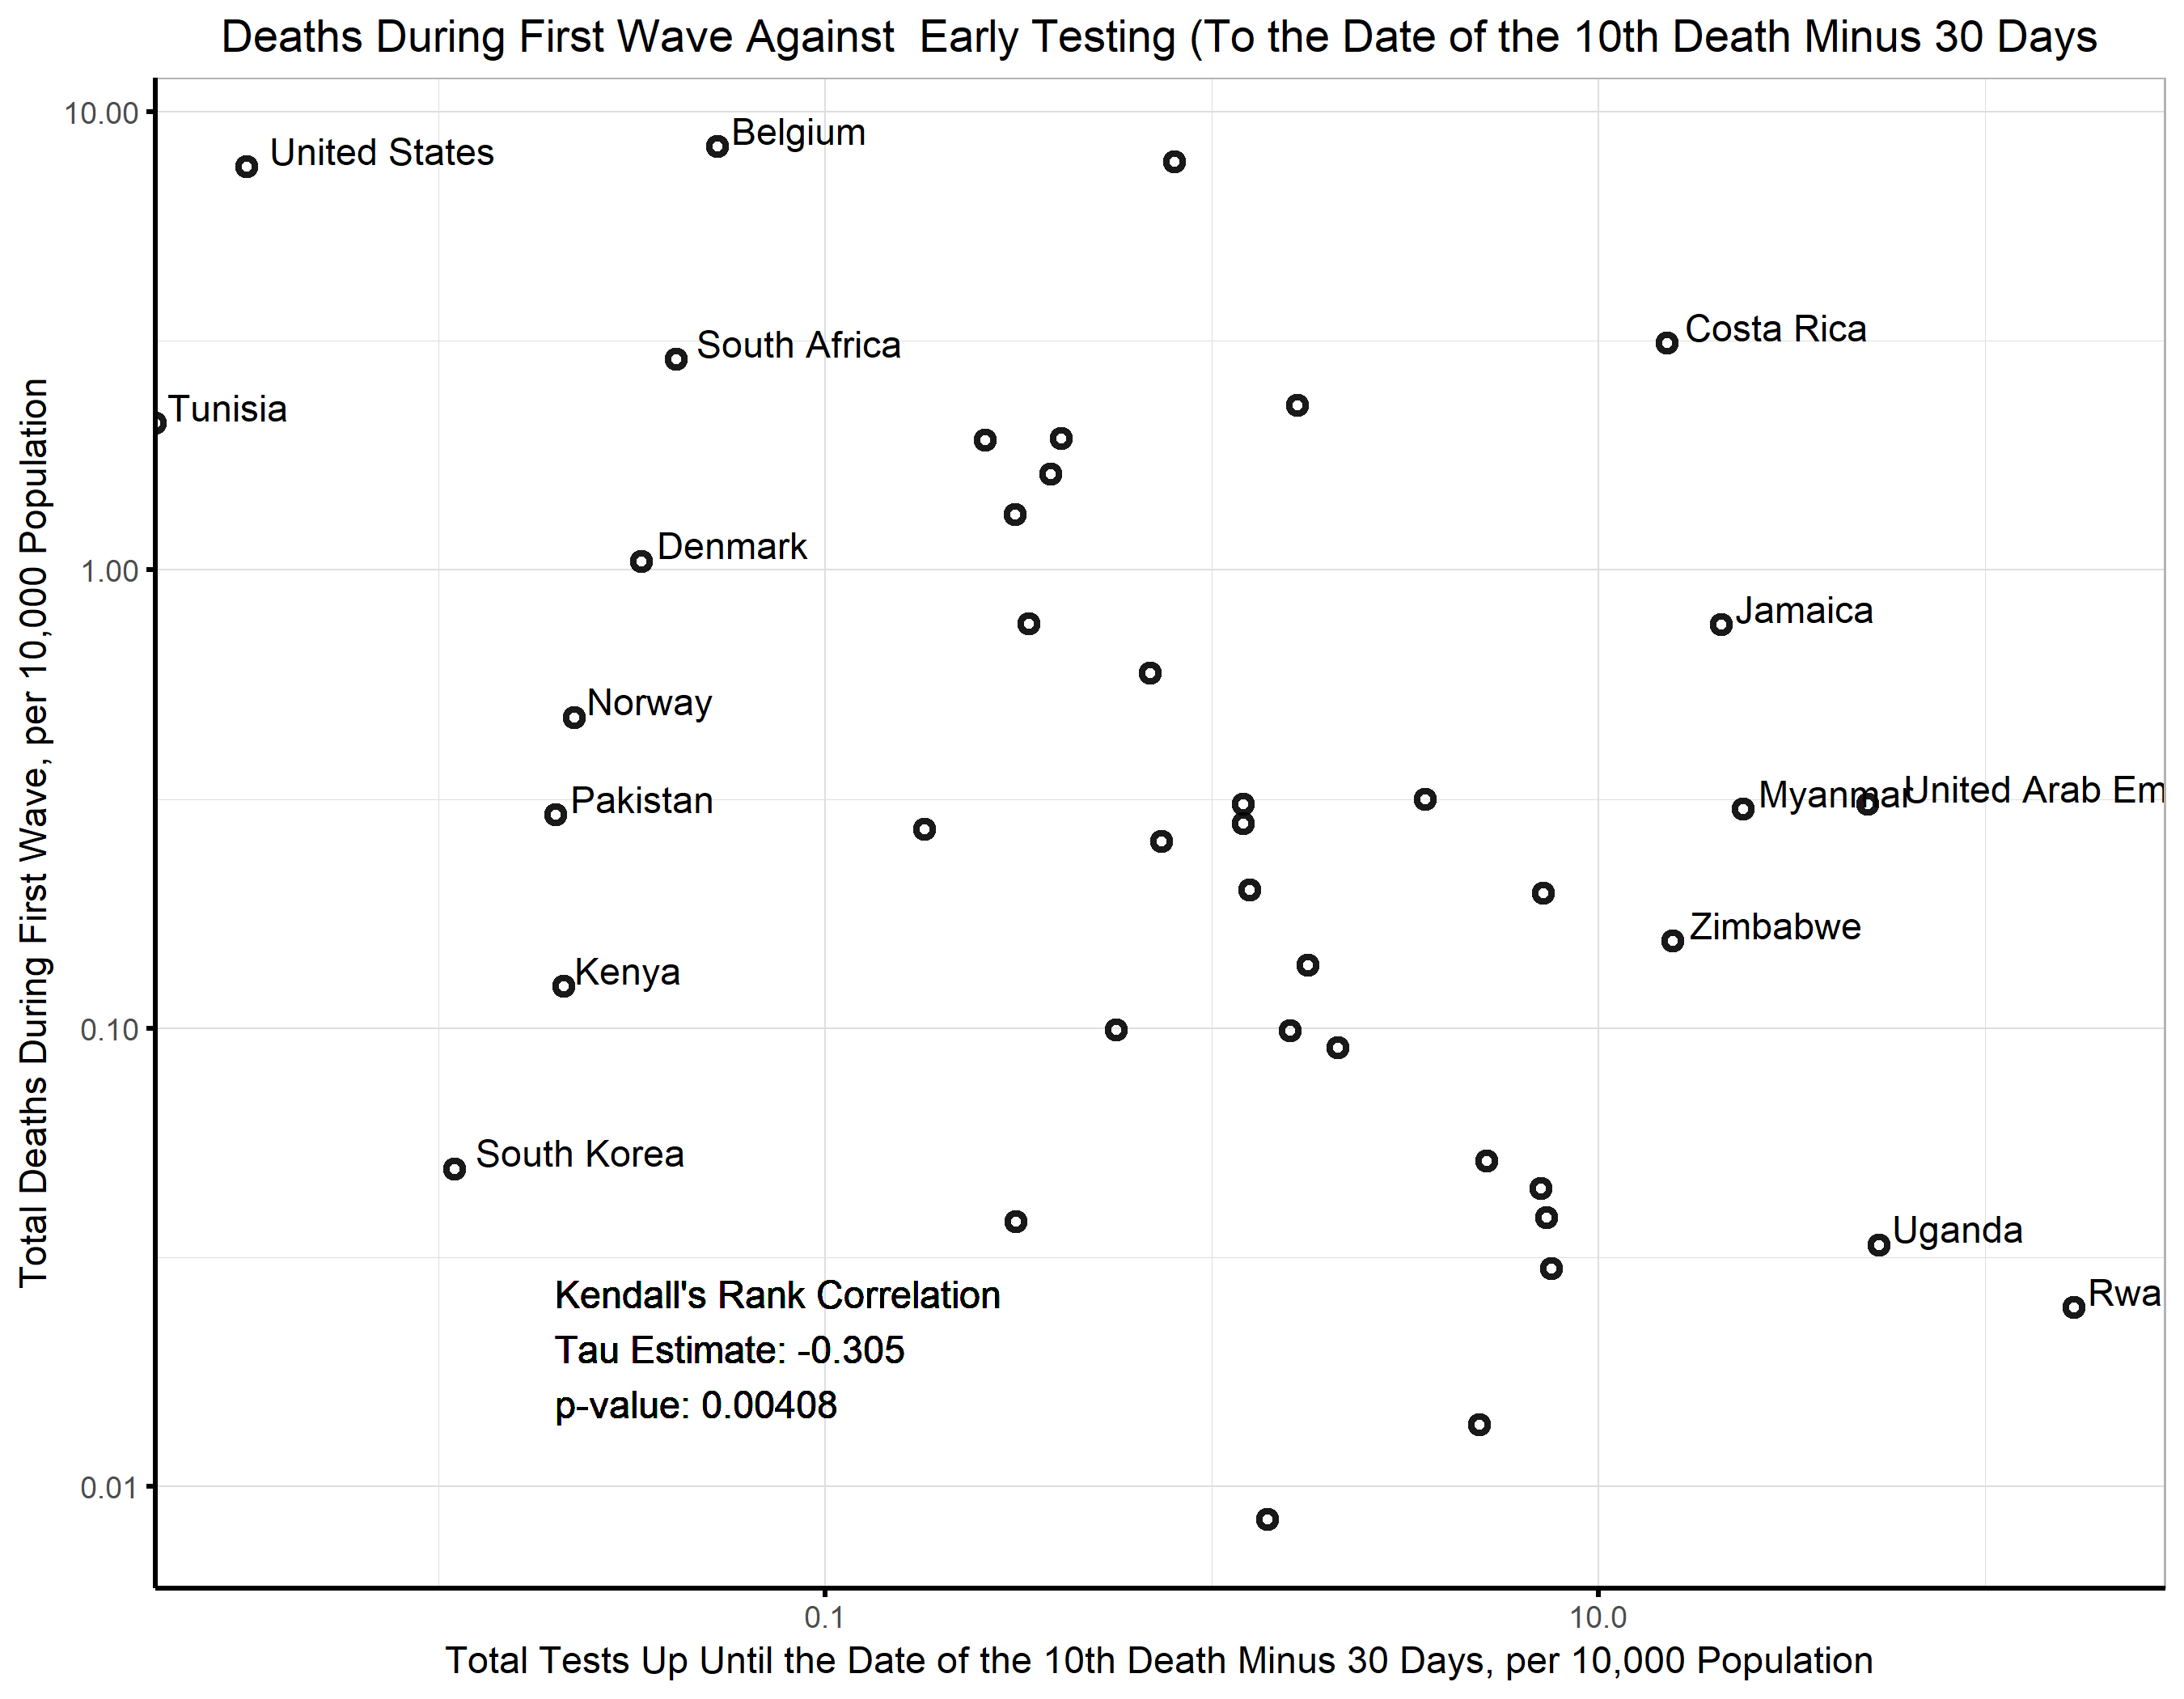 Deaths During First Wave Against  Early Testing (To the Date of the 10th Death Minus 30 Days
Total Deaths During First Wave, per 10,000 Population
10.00
1.00
0.10
0.01
United States
Belgium
South Africa
Costa Rica
Tunisia
Denmark
Jamaica
Norway
Pakistan
Myanmar
United Arab Em
Zimbabwe
Kenya
South Korea
Uganda
Rwa
Kendall's Rank Correlation
Tau Estimate: -0.305
p-value: 0.00408
0.1
10.0
Total Tests Up Until the Date of the 10th Death Minus 30 Days, per 10,000 Population